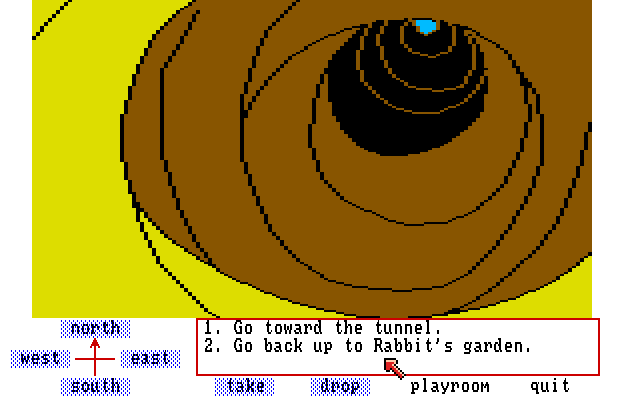 1. Go toward the tunnel.
2. Go back up to Rabbit's garden.
north
west east
south
take drop playroom quit